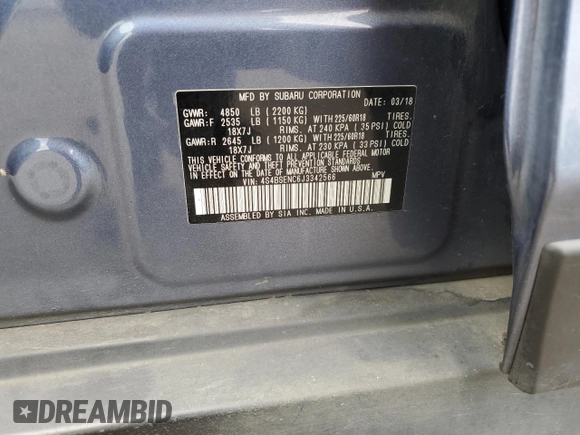 MFD BY SUBARU CORPORATION
DATE: 03/18
GVWR: 4850 LB ( 2200 KG)
GAWR:F 2535 LB ( 1150 KG) WITH 225/60R18 TIRES.
18X7J RIMS. AT 240 KPA ( 35 PSI) COLD
GAWR:R 2645 LB ( 1200 KG) WITH 225/60R18 TIRES.
18X7J RIMS. AT 230 KPA ( 33 PSI) COLD
THIS VEHICLE CONFORMS TO ALL APPLICABLE FEDERAL MOTOR
VEHICLE SAFETY AND BUMPER AND THEFT PREVENTION STANDARDS
IN EFFECT ON THE DATE OF MANUFACTURE SHOWN ABOVE.
VIN: 4S4BSENC6J3342566 MPV
ASSEMBLED BY SIA INC. MADE IN U.S.A.
DREAMBID